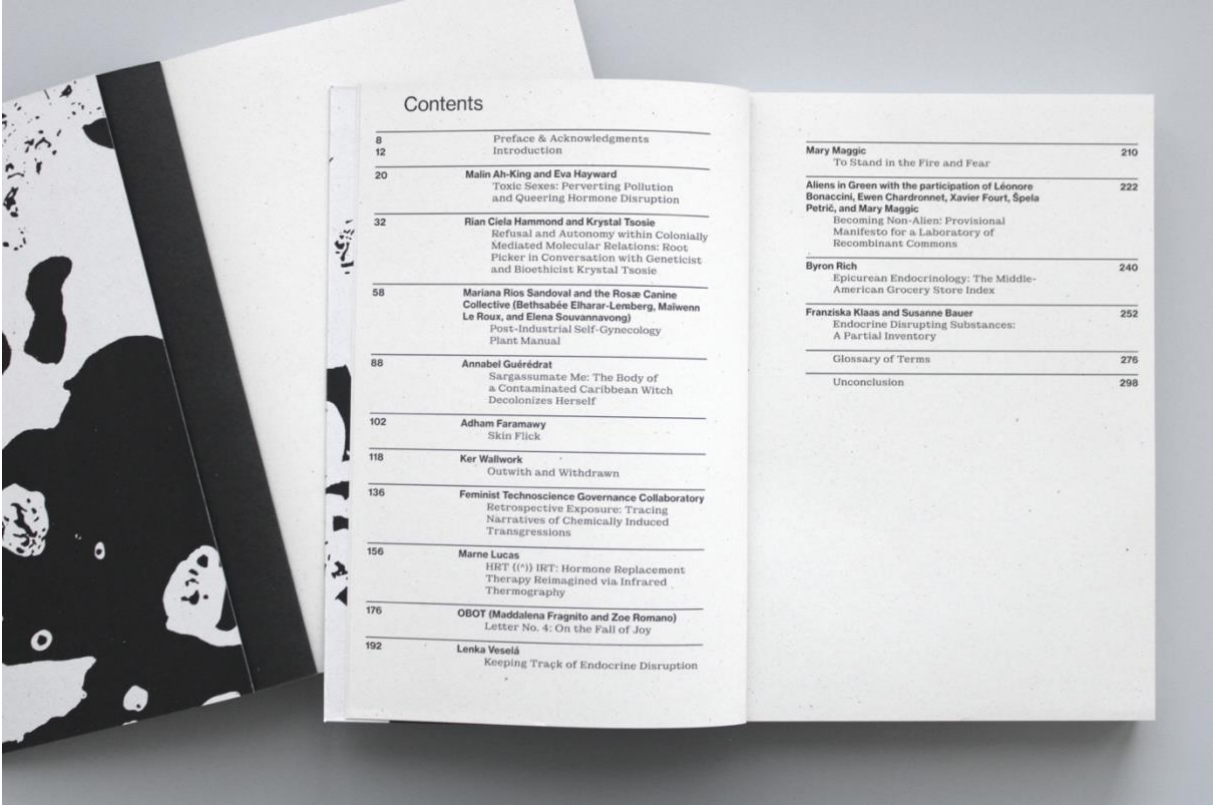 Contents
8 Preface & Acknowledgments
12 Introduction
20 Malin Ah-King and Eva Hayward
Toxic Sexes: Perverting Pollution
and Queering Hormone Disruption
32 Rian Ciela Hammond and Krystal Tsosie
Refusal and Autonomy within Colonially
Mediated Molecular Relations: Root
Picker in Conversation with Geneticist
and Bioethicist Krystal Tsosie
58 Mariana Rios Sandoval and the Rosæ Canine
Collective (Bethsabée Elharar-Lemberg, Maïwenn
Le Roux, and Elena Souvannavong)
Post-Industrial Self-Gynecology
Plant Manual
88 Annabel Guérédrat
Sargassumate Me: The Body of
a Contaminated Caribbean Witch
Decolonizes Herself
102 Adham Faramawy
Skin Flick
118 Ker Wallwork
Outwith and Withdrawn
136 Feminist Technoscience Governance Collaboratory
Retrospective Exposure: Tracing
Narratives of Chemically Induced
Transgressions
156 Marne Lucas
HRT {(*)} IRT: Hormone Replacement
Therapy Reimagined via Infrared
Thermography
176 OBOT (Maddalena Fragnito and Zoe Romano)
Letter No. 4: On the Fall of Joy
192 Lenka Veselá
Keeping Track of Endocrine Disruption
Mary Maggic 210
To Stand in the Fire and Fear
Aliens in Green with the participation of Léonore 222
Bonaccini, Ewen Chardronnet, Xavier Fourt, Špela
Petrič, and Mary Maggic
Becoming Non-Alien: Provisional
Manifesto for a Laboratory of
Recombinant Commons
Byron Rich 240
Epicurean Endocrinology: The Middle-
American Grocery Store Index
Franziska Klaas and Susanne Bauer 252
Endocrine Disrupting Substances:
A Partial Inventory
Glossary of Terms 276
Unconclusion 298